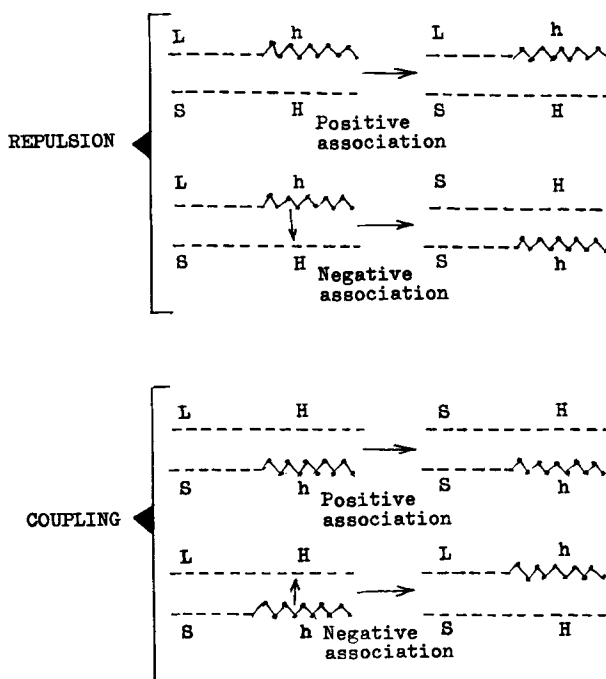 L h L h
S H S H
Positive
association
REPULSION
L h S H
S H S h
Negative
association
L H S H
S h S h
Positive
association
COUPLING
L H L h
S h S H
Negative
association